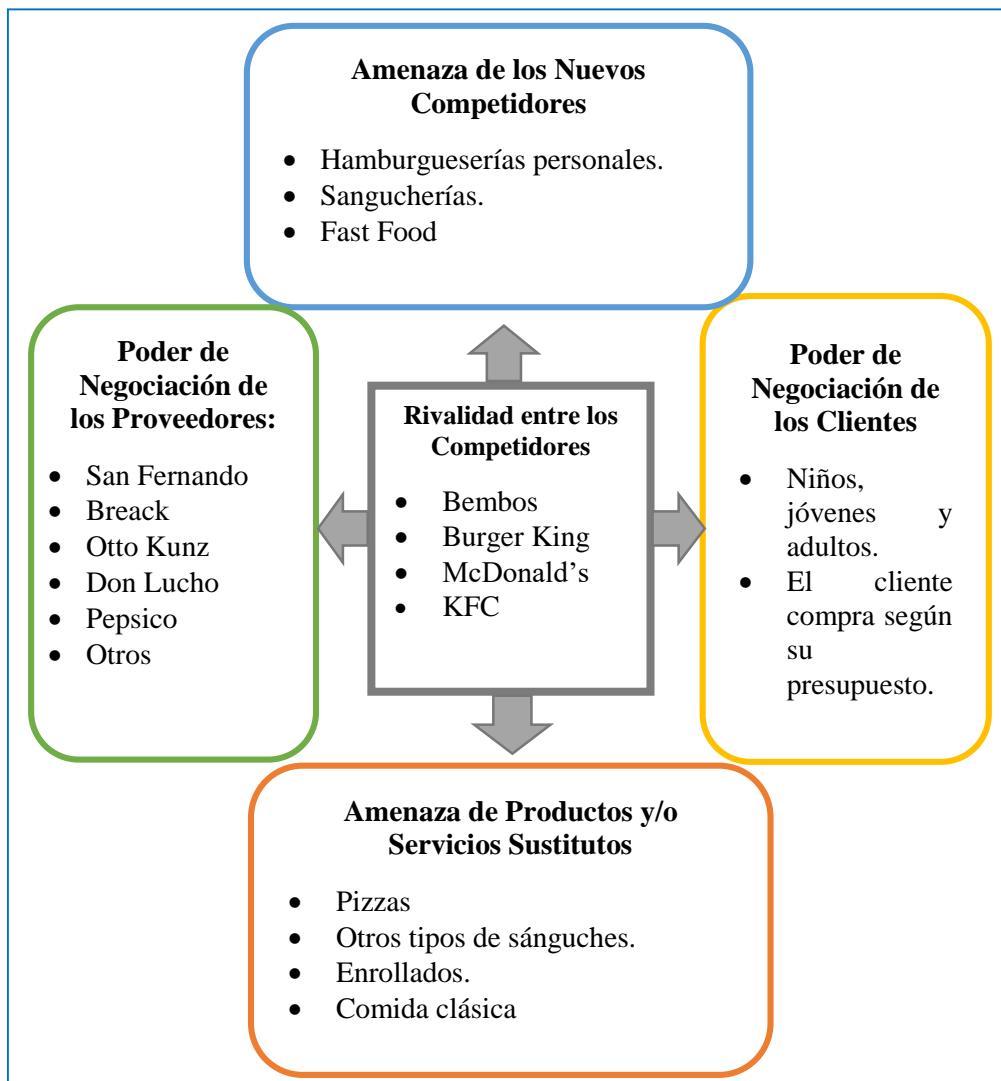 Amenaza de los Nuevos
Competidores
• Hamburgueserías personales.
• Sangucherías.
• Fast Food
Poder de
Negociación de
los Proveedores:
• San Fernando
• Breack
• Otto Kunz
• Don Lucho
• Pepsico
• Otros
Rivalidad entre los
Competidores
• Bembos
• Burger King
• McDonald’s
• KFC
Poder de
Negociación de
los Clientes
• Niños,
jóvenes y
adultos.
• El cliente
compra según
su
presupuesto.
Amenaza de Productos y/o
Servicios Sustitutos
• Pizzas
• Otros tipos de sánguches.
• Enrollados.
• Comida clásica